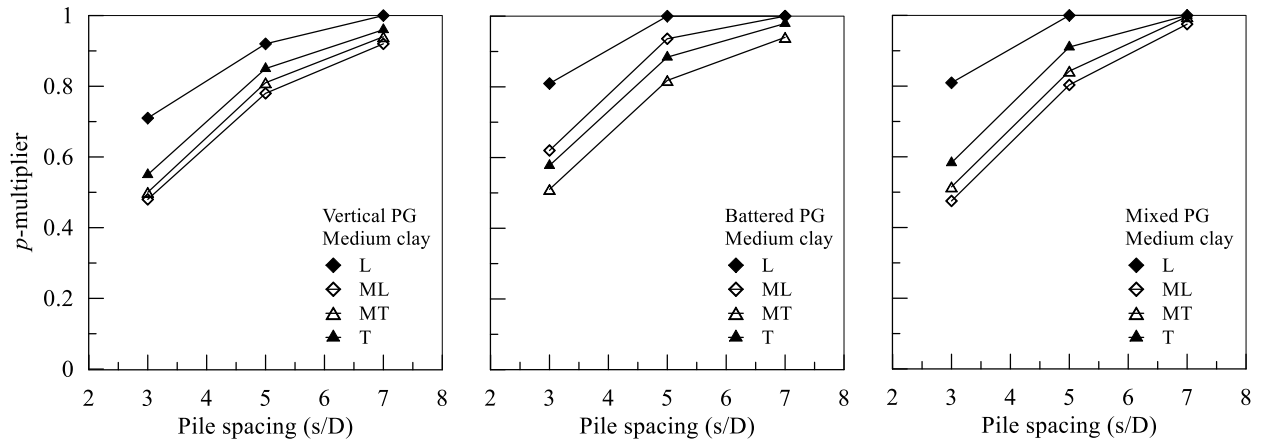 p-multiplier
1
0.8
0.6
0.4
0.2
0
Vertical PG
Medium clay
L
ML
MT
T
2 3 4 5 6 7 8
Pile spacing (s/D)
Battered PG
Medium clay
L
ML
MT
T
2 3 4 5 6 7 8
Pile spacing (s/D)
Mixed PG
Medium clay
L
ML
MT
T
2 3 4 5 6 7 8
Pile spacing (s/D)